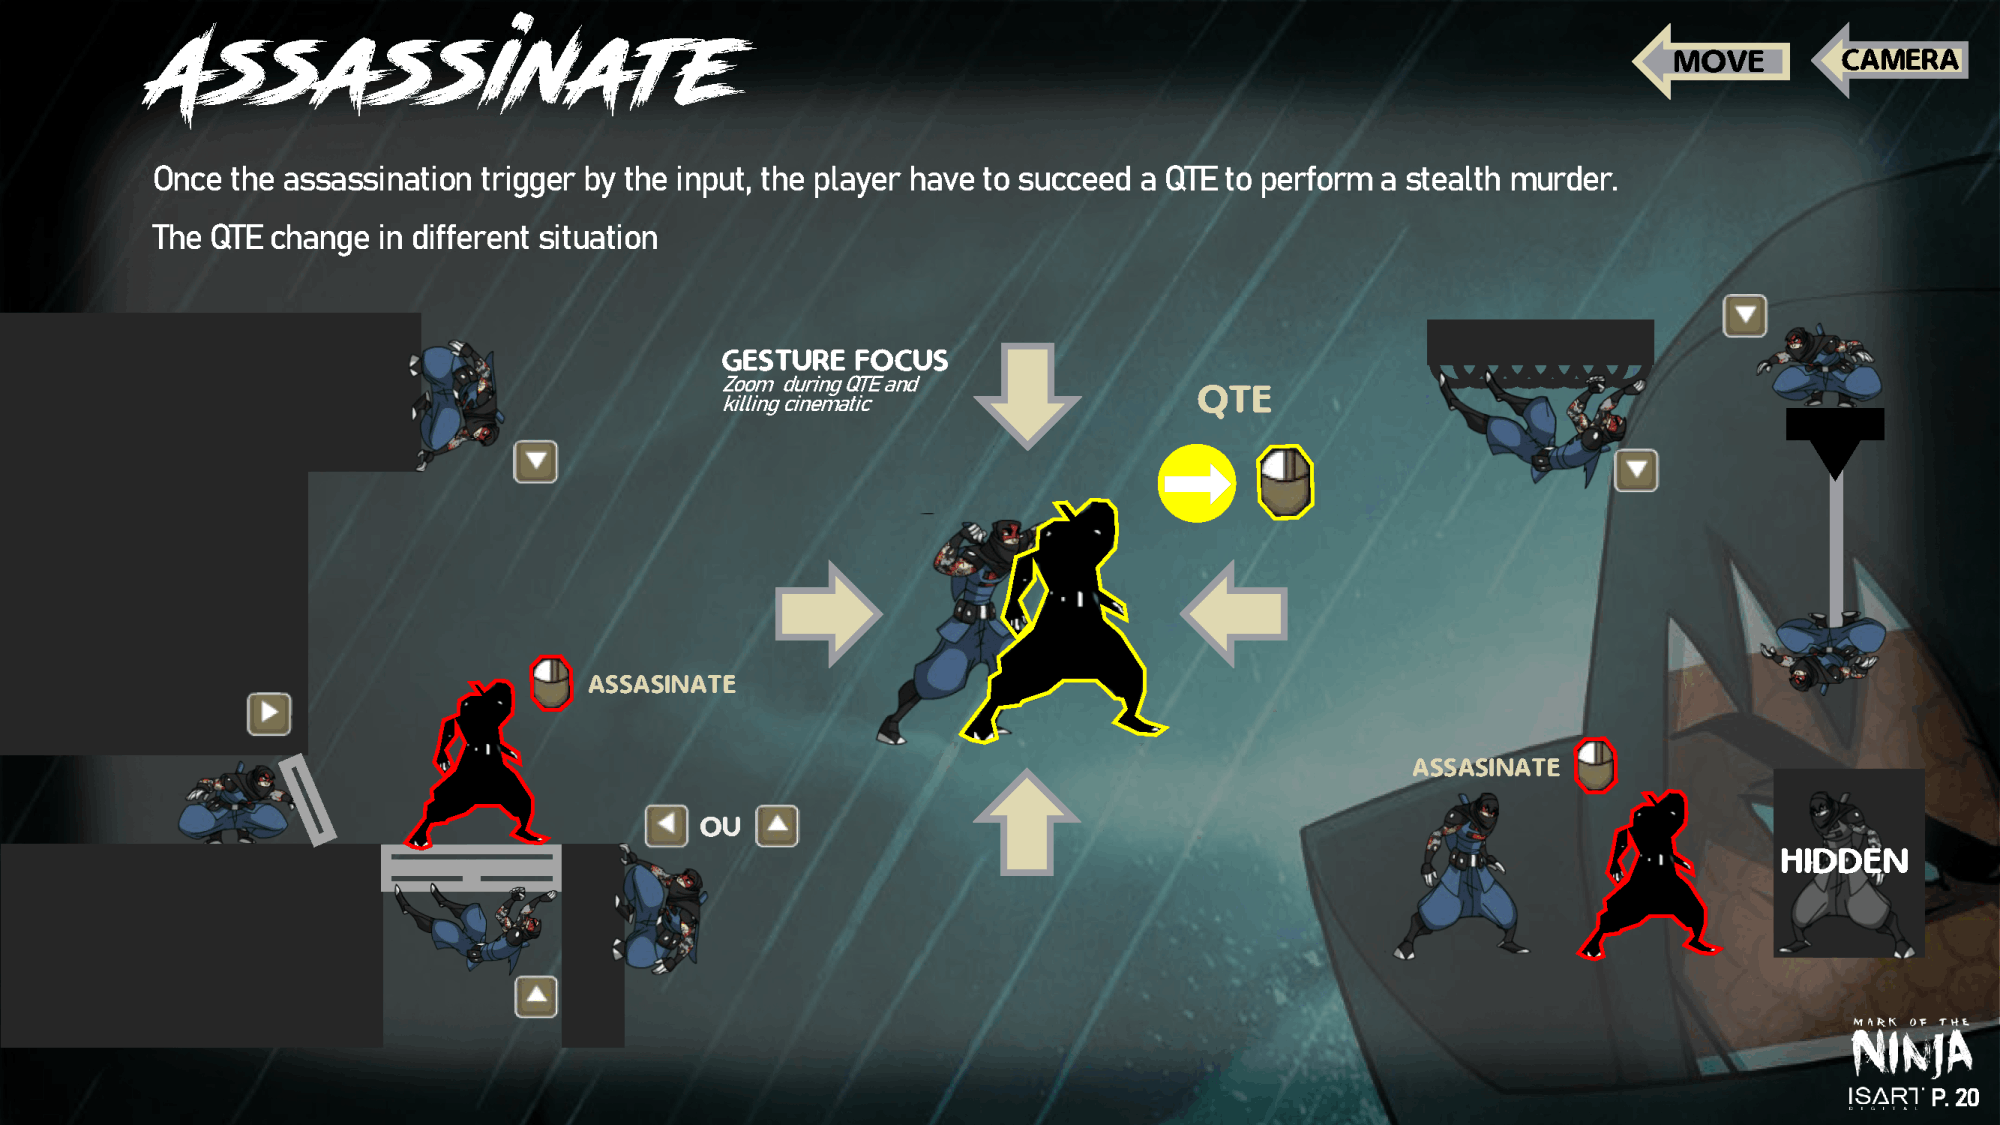 ASSASSINATE
MOVE
CAMERA
Once the assassination trigger by the input, the player have to succeed a QTE to perform a stealth murder.
The QTE change in different situation
GESTURE FOCUS
Zoom during QTE and
killing cinematic
QTE
ASSASINATE
OU
ASSASINATE
HIDDEN
MARK OF THE
NINJA
ISART P. 20
DIGITAL